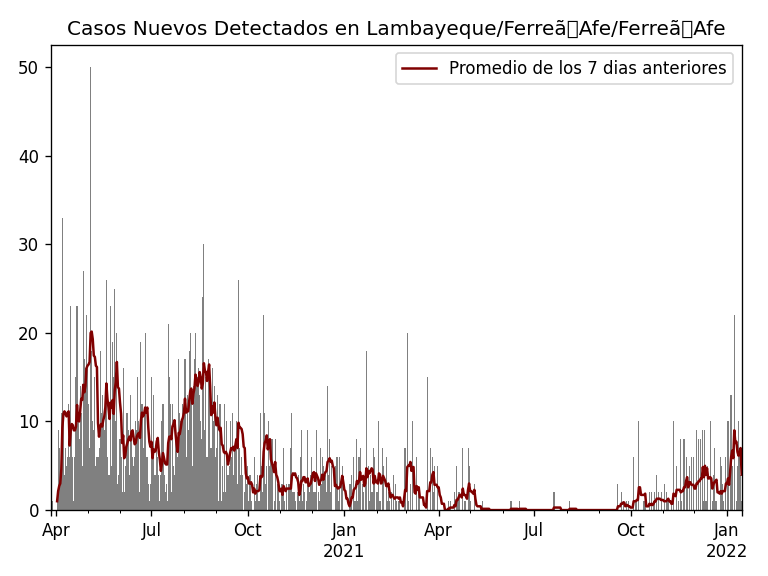 Casos Nuevos Detectados en Lambayeque/Ferreã▯Afe/Ferreã▯Afe
Promedio de los 7 dias anteriores
50
40
30
20
10
0
Apr Jul Oct Jan Apr Jul Oct Jan
2021 2022